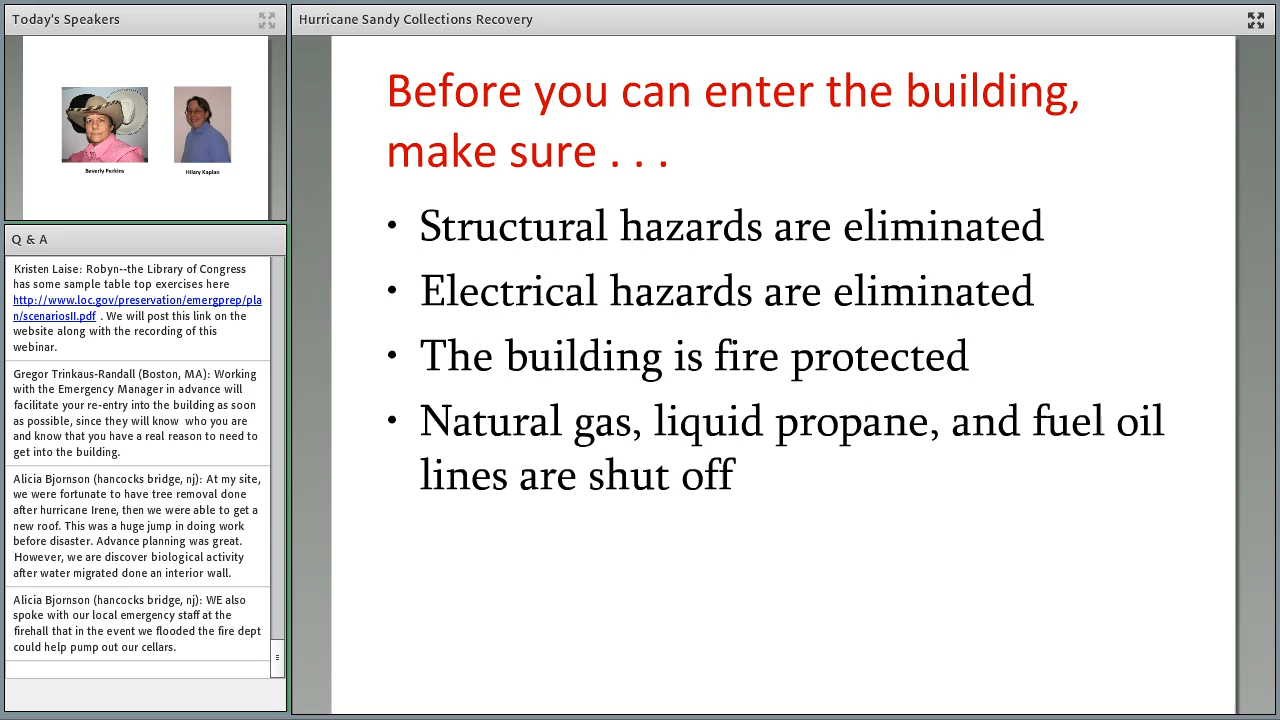 Today's Speakers
Beverly Perkins
Hilary Kaplan
Q & A
Kristen Laise: Robyn--the Library of Congress
has some sample table top exercises here
http://www.loc.gov/preservation/emergprep/pla
n/scenariosII.pdf . We will post this link on the
website along with the recording of this
webinar.
Gregor Trinkaus-Randall (Boston, MA): Working
with the Emergency Manager in advance will
facilitate your re-entry into the building as soon
as possible, since they will know who you are
and know that you have a real reason to need to
get into the building.
Alicia Bjornson (hancocks bridge, nj): At my site,
we were fortunate to have tree removal done
after hurricane Irene, then we were able to get a
new roof. This was a huge jump in doing work
before disaster. Advance planning was great.
However, we are discover biological activity
after water migrated done an interior wall.
Alicia Bjornson (hancocks bridge, nj): WE also
spoke with our local emergency staff at the
firehall that in the event we flooded the fire dept
could help pump out our cellars.
Hurricane Sandy Collections Recovery
Before you can enter the building,
make sure . . .
• Structural hazards are eliminated
• Electrical hazards are eliminated
• The building is fire protected
• Natural gas, liquid propane, and fuel oil
lines are shut off